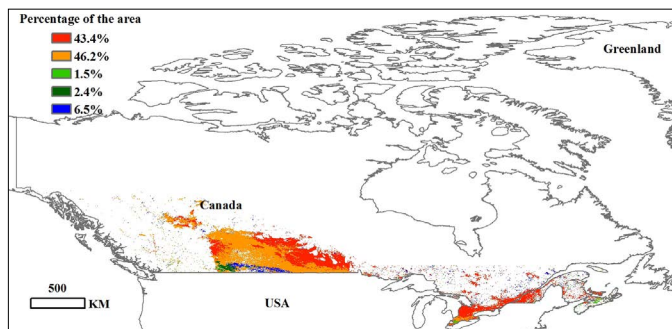 Percentage of the area
43.4%
46.2%
1.5%
2.4%
6.5%
Greenland
Canada
500
KM
USA